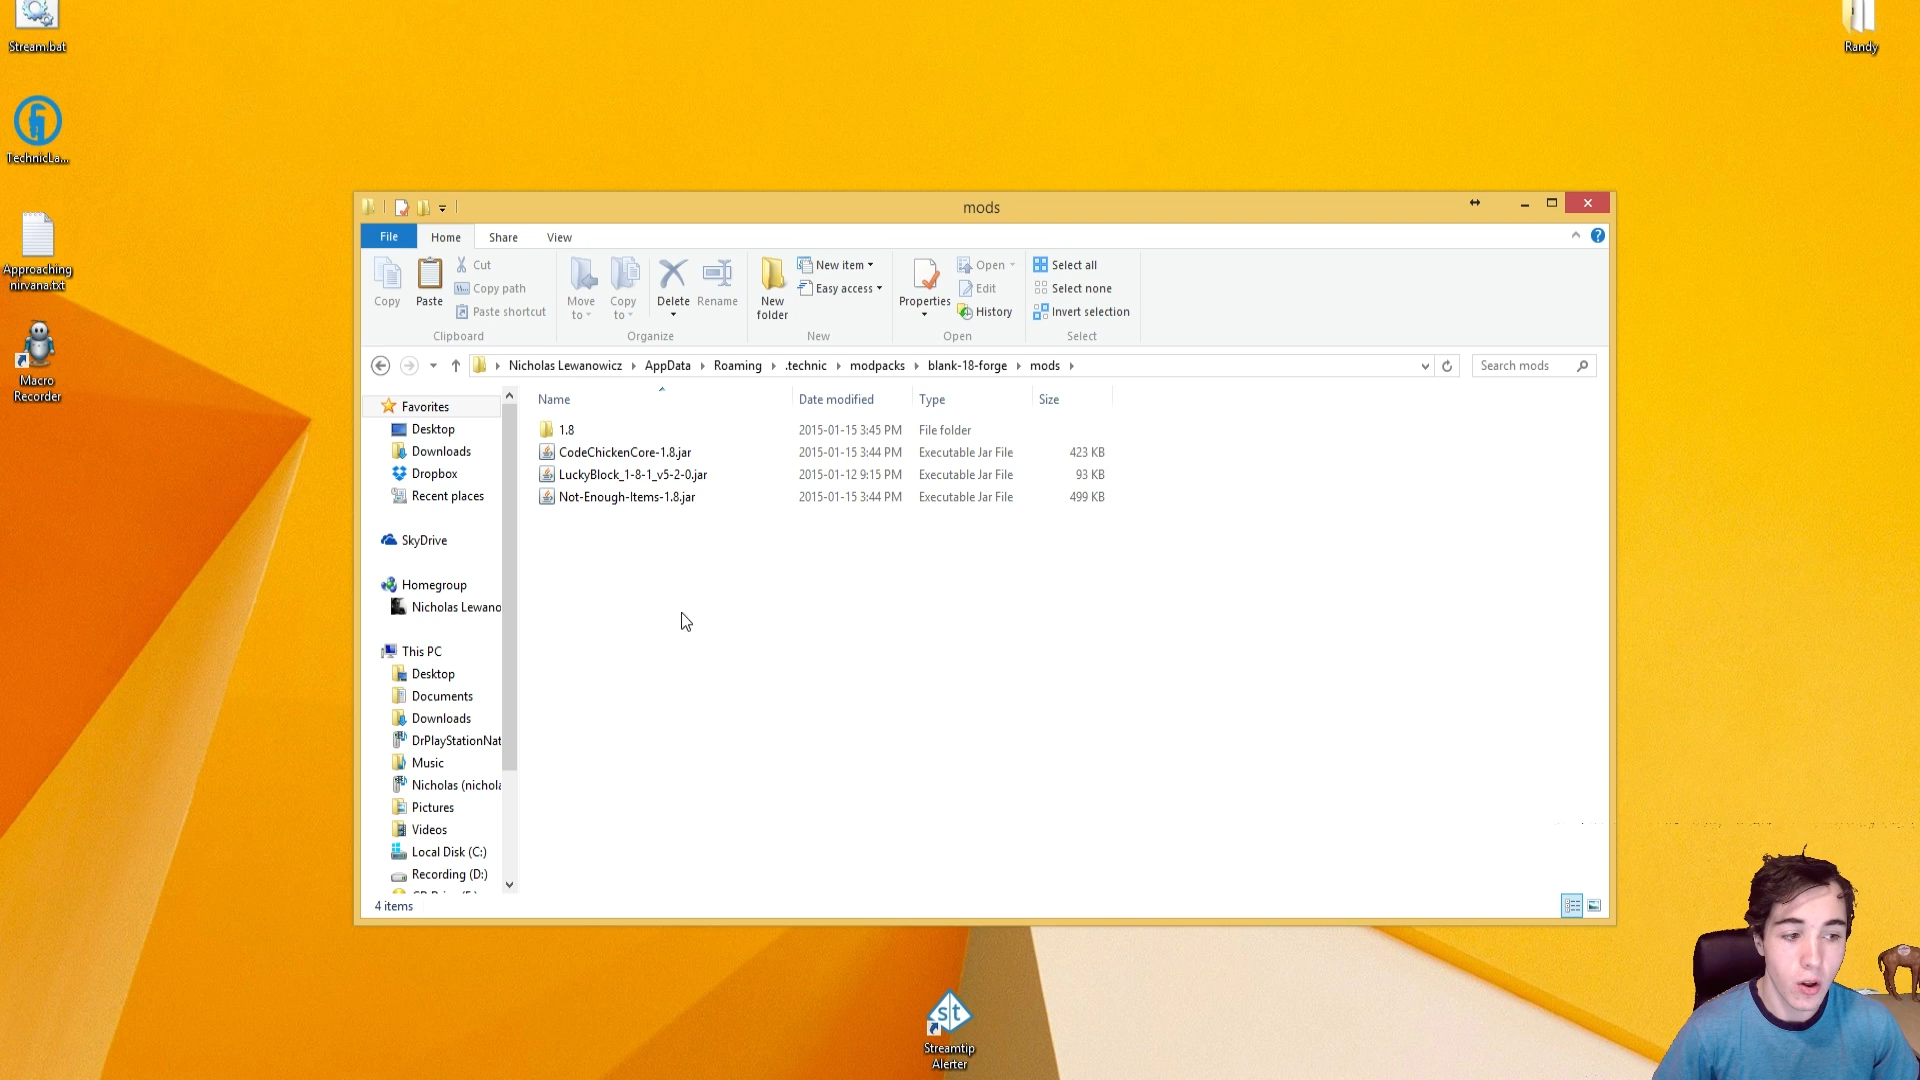 Stream.bat
Randy
TechnicLa...
Approaching
nirvana.txt
Macro
Recorder
mods
File
Home
Share
View
Copy
Paste
Cut
Copy path
Paste shortcut
Clipboard
Move
to
Copy
to
Delete
Rename
Organize
New
folder
New item
Easy access
New
Properties
Open
Edit
History
Open
Select all
Select none
Invert selection
Select
Nicholas Lewanowicz
AppData
Roaming
.technic
modpacks
blank-18-forge
mods
Search mods
Name
Date modified
Type
Size
1.8 2015-01-15 3:45 PM File folder
CodeChickenCore-1.8.jar 2015-01-15 3:44 PM Executable Jar File 423 KB
LuckyBlock_1-8-1_v5-2-0.jar 2015-01-12 9:15 PM Executable Jar File 93 KB
Not-Enough-Items-1.8.jar 2015-01-15 3:44 PM Executable Jar File 499 KB
Favorites
Desktop
Downloads
Dropbox
Recent places
SkyDrive
Homegroup
Nicholas Lewano
This PC
Desktop
Documents
Downloads
DrPlayStationNat
Music
Nicholas (nichola
Pictures
Videos
Local Disk (C:)
Recording (D:)
4 items
st
Streamtip
Alerter